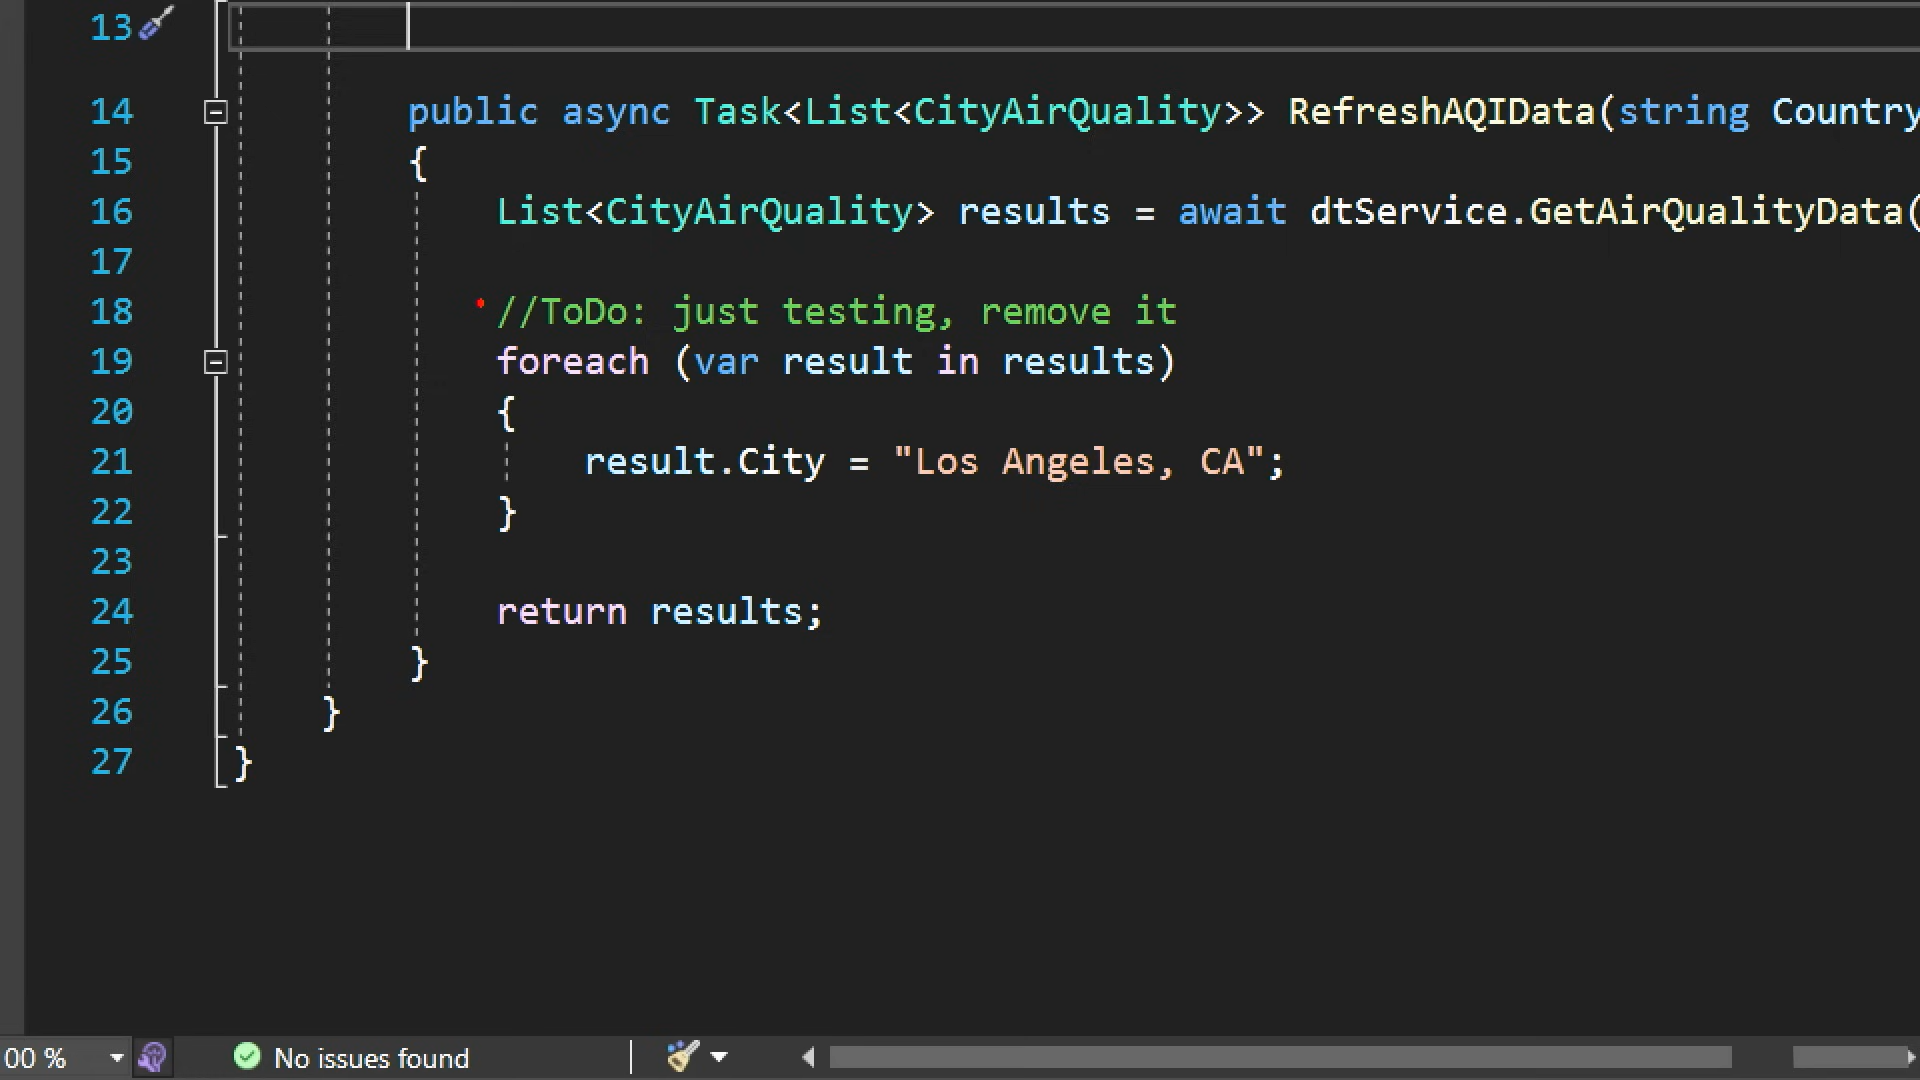 13
14 public async Task<List<CityAirQuality>> RefreshAQIData(string Country
15 {
16 List<CityAirQuality> results = await dtService.GetAirQualityData(
17
18 //ToDo: just testing, remove it
19 foreach (var result in results)
20 {
21 result.City = "Los Angeles, CA";
22 }
23
24 return results;
25 }
26 }
27 }
00 % No issues found